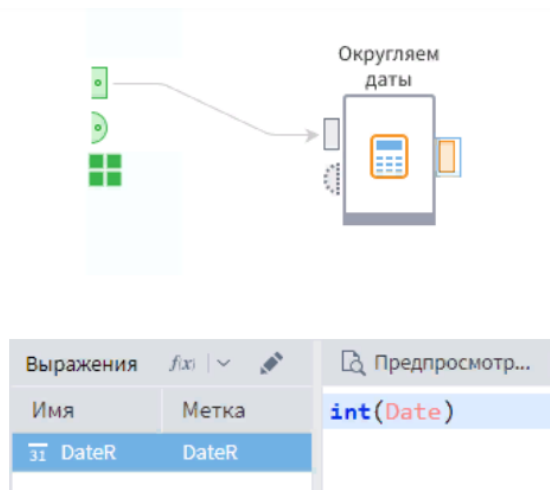 Округляем
даты
Выражения f(x) Предпросмотр...
Имя Метка int(Date)
31 DateR DateR